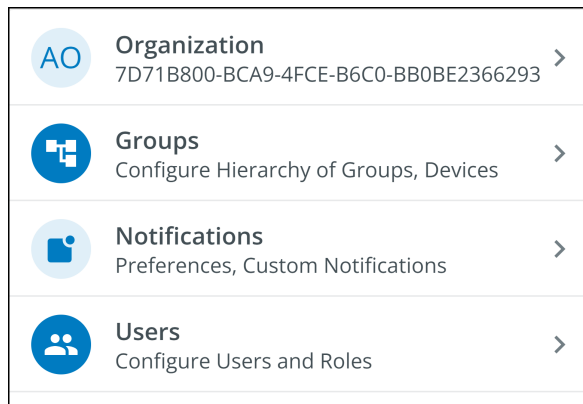 AO
Organization
7D71B800-BCA9-4FCE-B6C0-BB0BE2366293
Groups
Configure Hierarchy of Groups, Devices
Notifications
Preferences, Custom Notifications
Users
Configure Users and Roles